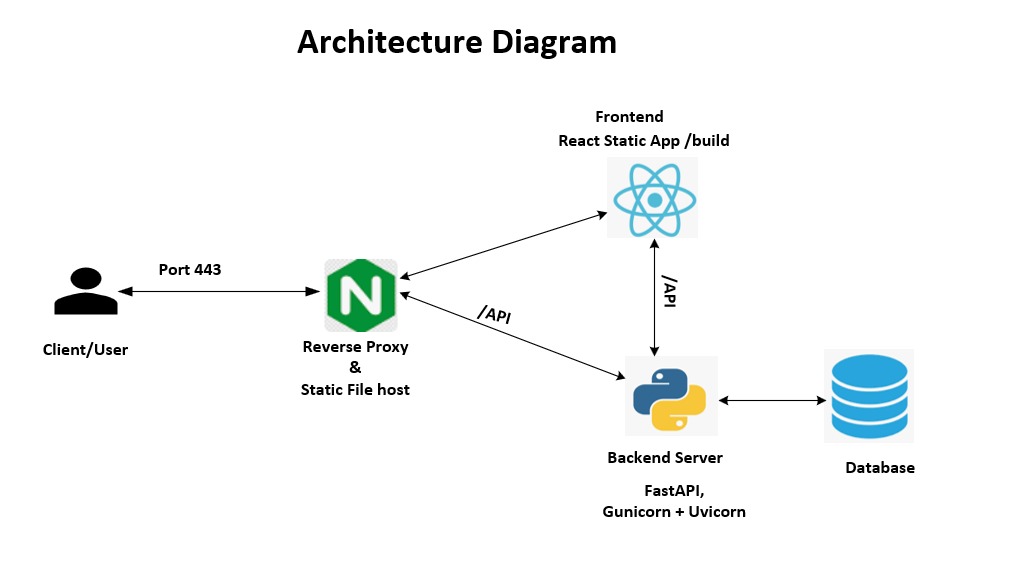 Architecture Diagram
Frontend
React Static App /build
Port 443
/API
/API
Client/User
Reverse Proxy
&
Static File host
Backend Server
FastAPI,
Gunicorn + Uvicorn
Database